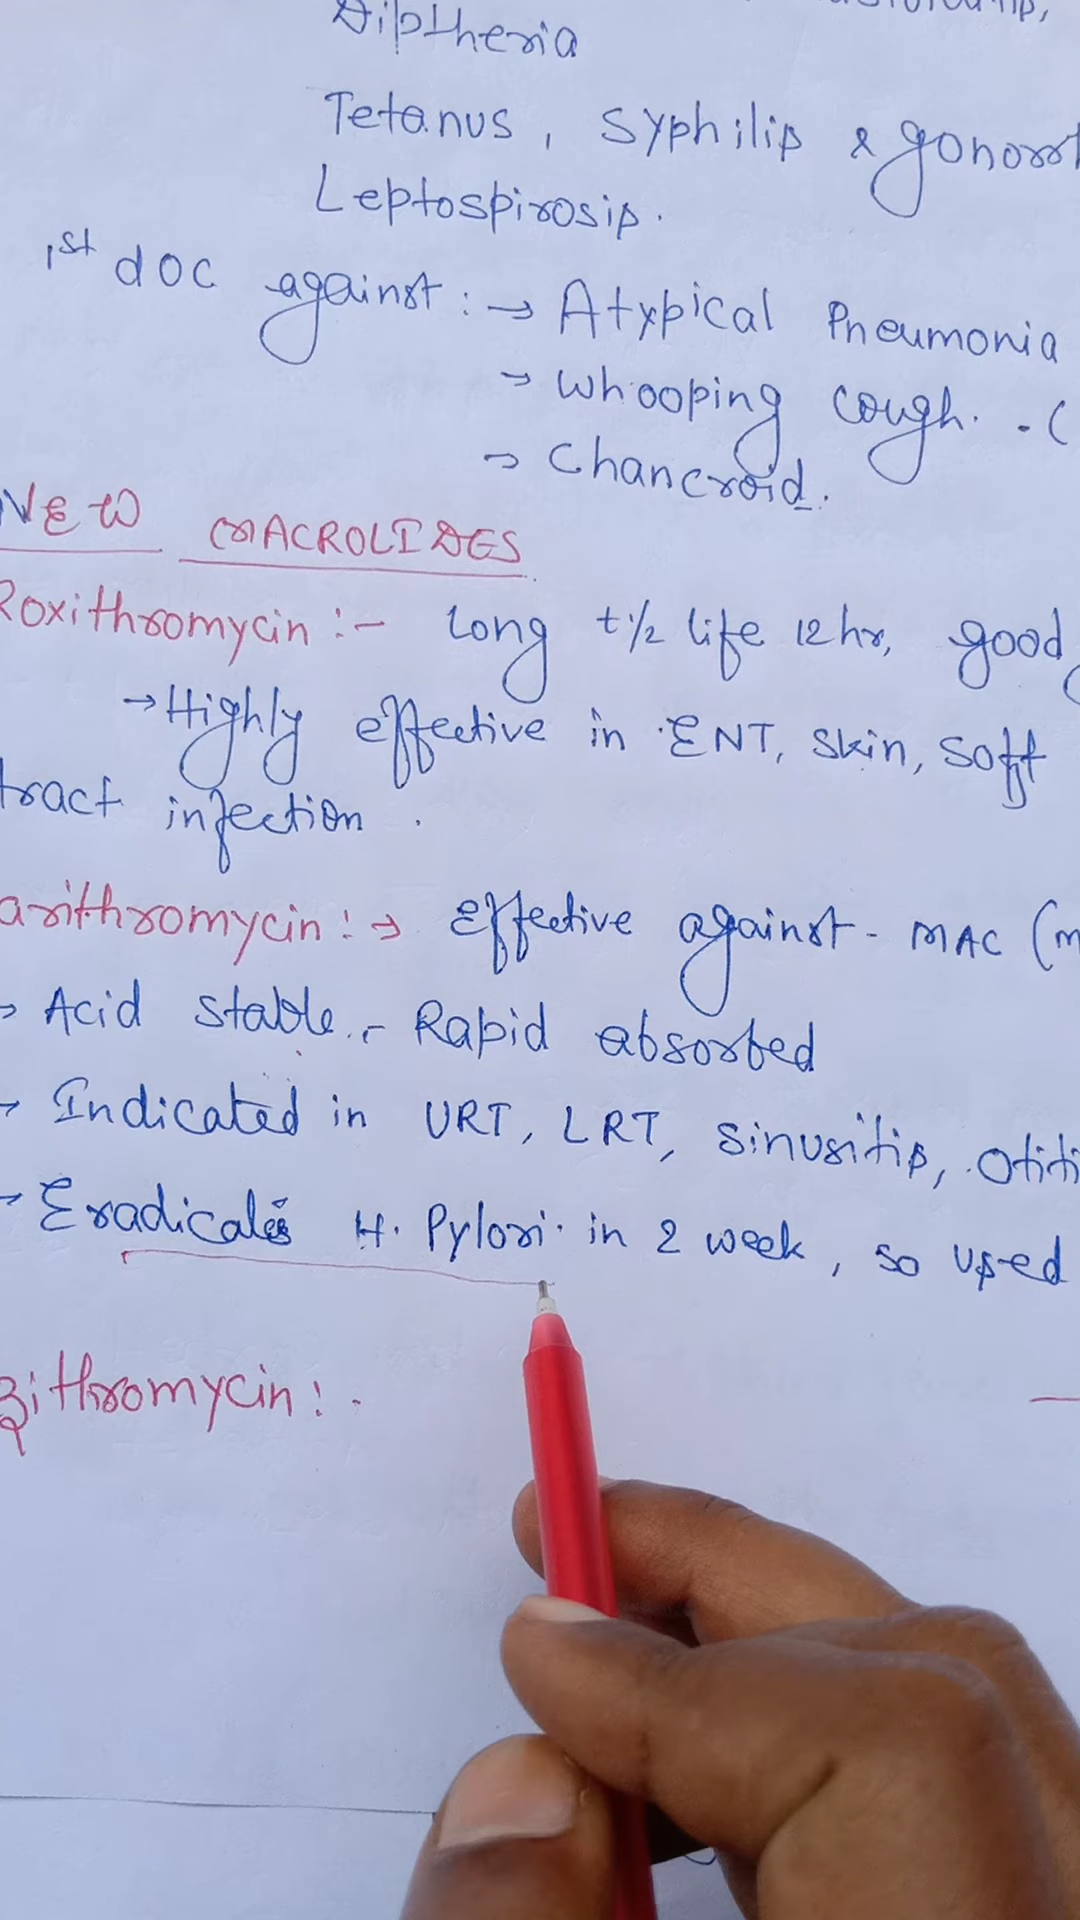 Diptheria
Tetanus, Syphilis & gonorr
Leptospirosis.
1st doc against :→ Atypical Pneumonia
→ Whooping cough. - (
→ Chancroid.
NEW MACROLIDES
Roxithromycin :- Long t1/2 life 12 hr, good
→ Highly effective in ENT, Skin, Soft
tract infection .
arithromycin :→ Effective against - MAC (m
→ Acid stable. - Rapid absorbed
→ Indicated in URT, LRT, Sinusitis, Otiti
→ Eradicates H. Pylori. in 2 week, so used
zithromycin : -